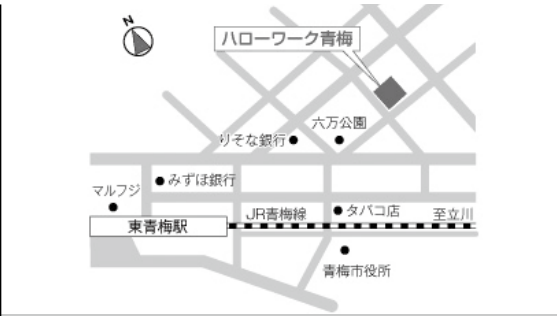 N
ハローワーク青梅
六万公園
りそな銀行
みずほ銀行
マルフジ
JR青梅線
タバコ店
至立川
東青梅駅
青梅市役所